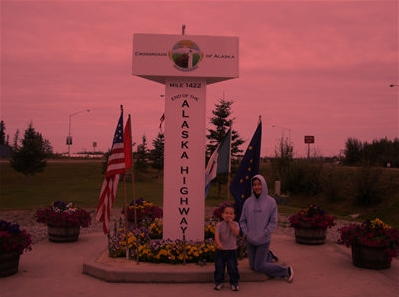 CROSSROADS OF ALASKA
MILE 1422
END OF THE
ALASKA HIGHWAY